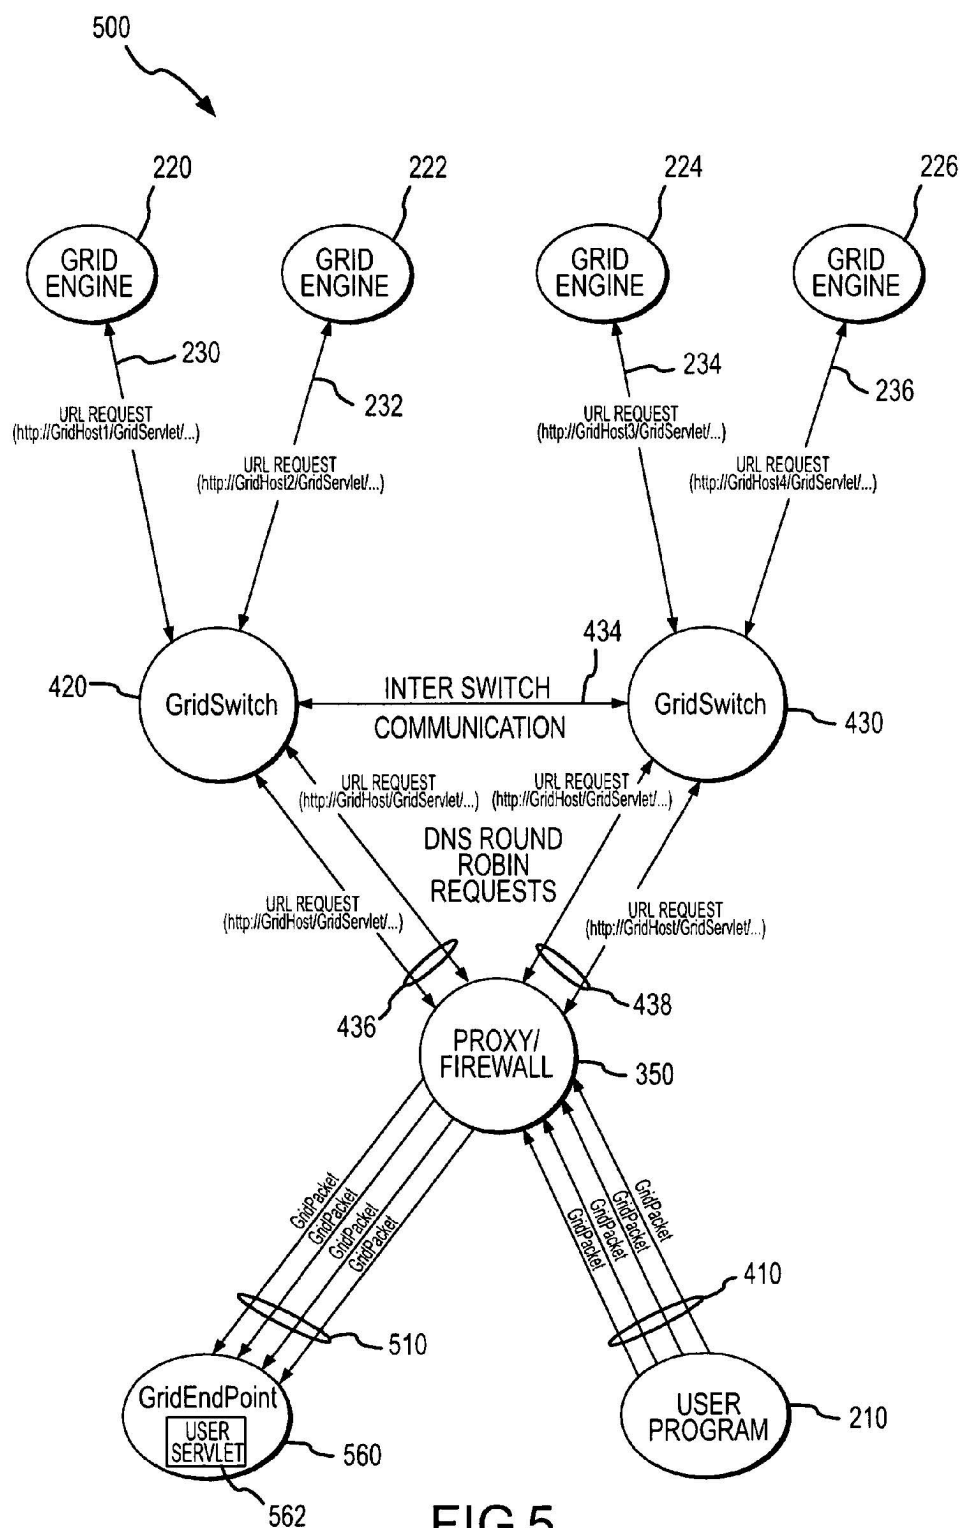 500
220
222
224
226
GRID
ENGINE
GRID
ENGINE
GRID
ENGINE
GRID
ENGINE
230
232
234
236
URL REQUEST
(http://GridHost1/GridServlet/...)
URL REQUEST
(http://GridHost2/GridServlet/...)
URL REQUEST
(http://GridHost3/GridServlet/...)
URL REQUEST
(http://GridHost4/GridServlet/...)
434
420
GridSwitch
INTER SWITCH
COMMUNICATION
GridSwitch
430
URL REQUEST
(http://GridHost/GridServlet/...)
URL REQUEST
(http://GridHost/GridServlet/...)
DNS ROUND
ROBIN
REQUESTS
URL REQUEST
(http://GridHost/GridServlet/...)
URL REQUEST
(http://GridHost/GridServlet/...)
436
438
PROXY/
FIREWALL
350
GridPacket
GridPacket
GridPacket
GridPacket
GridPacket
GridPacket
GridPacket
GridPacket
410
510
GridEndPoint
USER
SERVLET
560
562
USER
PROGRAM
210
FIG.5